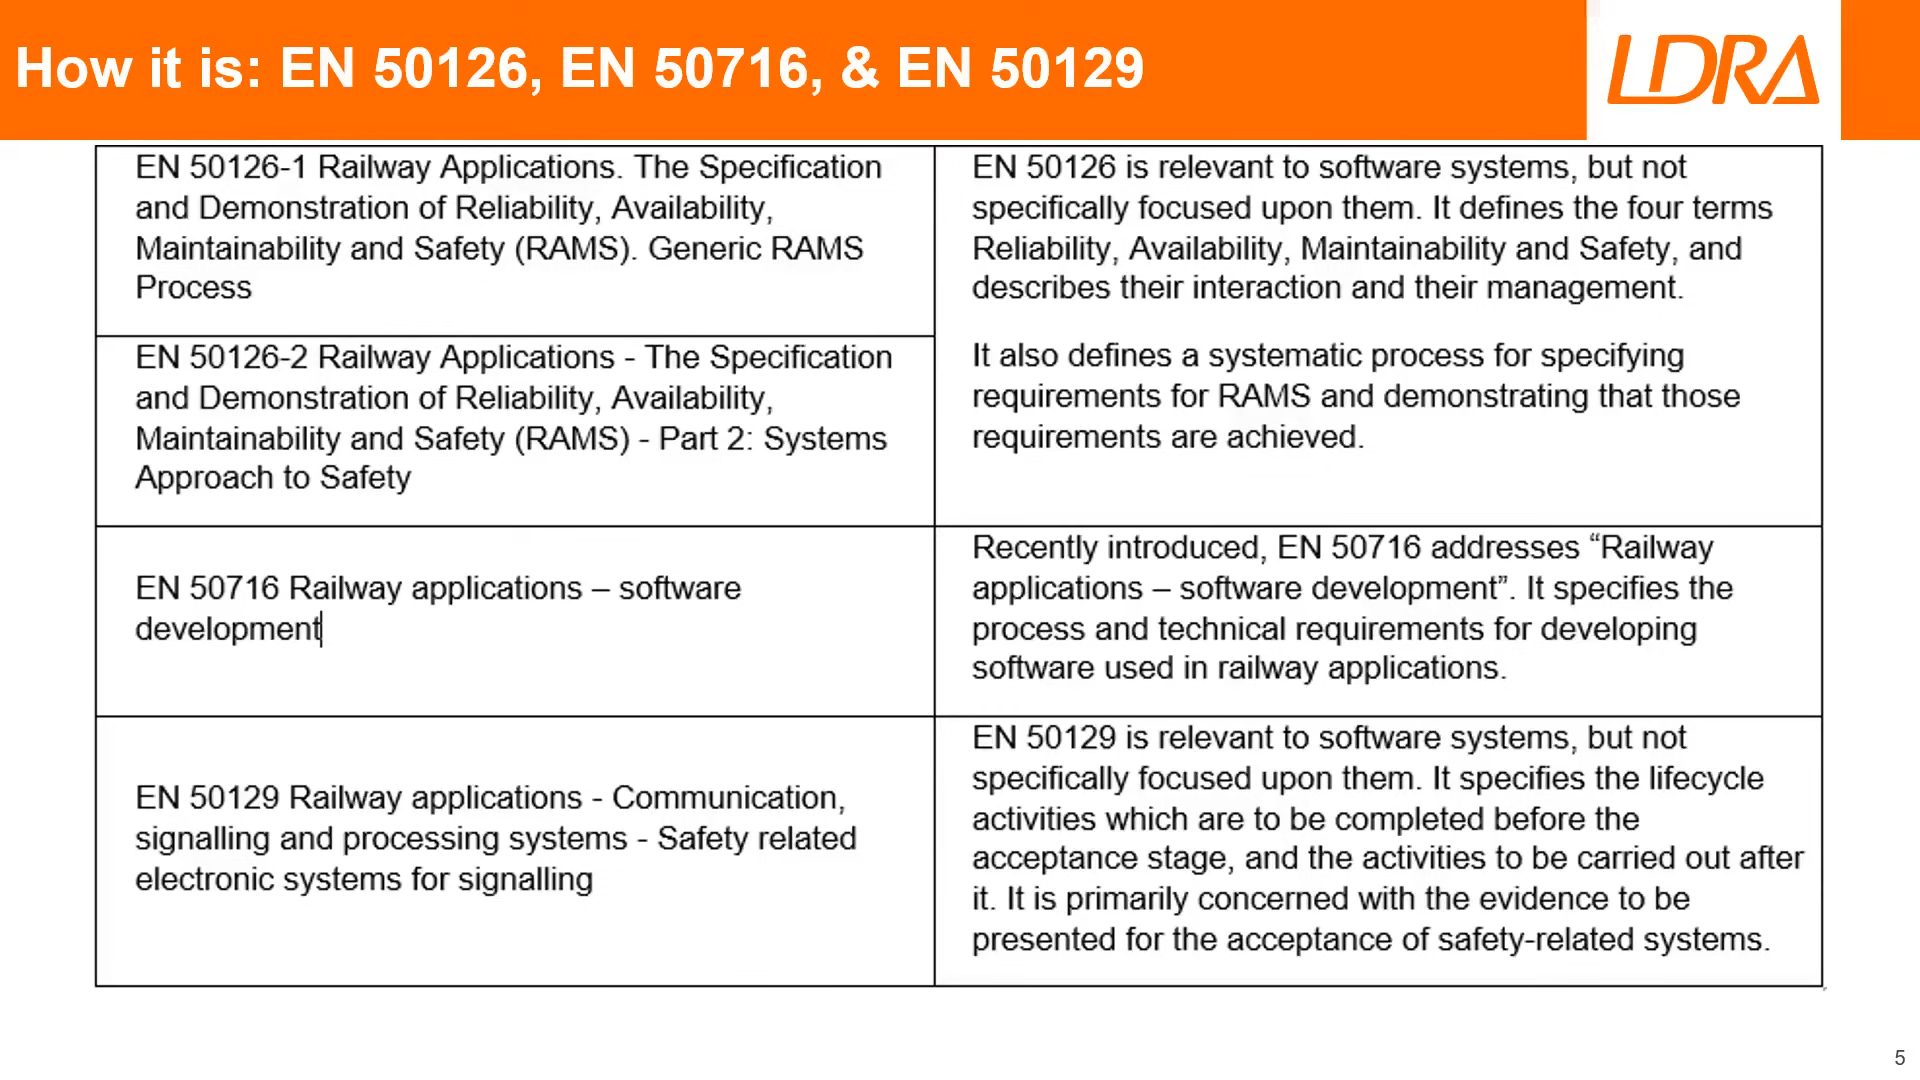 How it is: EN 50126, EN 50716, & EN 50129
LDRA
EN 50126-1 Railway Applications. The Specification
and Demonstration of Reliability, Availability,
Maintainability and Safety (RAMS). Generic RAMS
Process
EN 50126 is relevant to software systems, but not
specifically focused upon them. It defines the four terms
Reliability, Availability, Maintainability and Safety, and
describes their interaction and their management.
It also defines a systematic process for specifying
requirements for RAMS and demonstrating that those
requirements are achieved.
EN 50126-2 Railway Applications - The Specification
and Demonstration of Reliability, Availability,
Maintainability and Safety (RAMS) - Part 2: Systems
Approach to Safety
EN 50716 Railway applications – software
development
Recently introduced, EN 50716 addresses “Railway
applications – software development”. It specifies the
process and technical requirements for developing
software used in railway applications.
EN 50129 Railway applications - Communication,
signalling and processing systems - Safety related
electronic systems for signalling
EN 50129 is relevant to software systems, but not
specifically focused upon them. It specifies the lifecycle
activities which are to be completed before the
acceptance stage, and the activities to be carried out after
it. It is primarily concerned with the evidence to be
presented for the acceptance of safety-related systems.
5